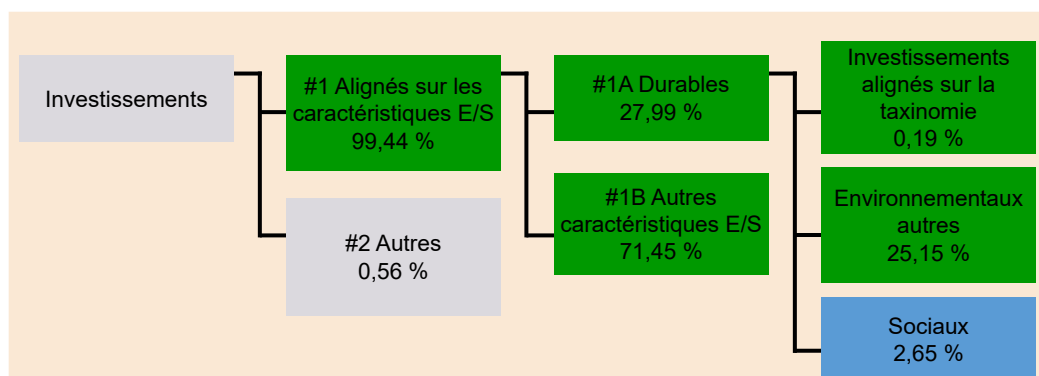 Investissements
#1 Alignés sur les
caractéristiques E/S
99,44 %
#2 Autres
0,56 %
#1A Durables
27,99 %
#1B Autres
caractéristiques E/S
71,45 %
Investissements
alignés sur la
taxinomie
0,19 %
Environnementaux
autres
25,15 %
Sociaux
2,65 %